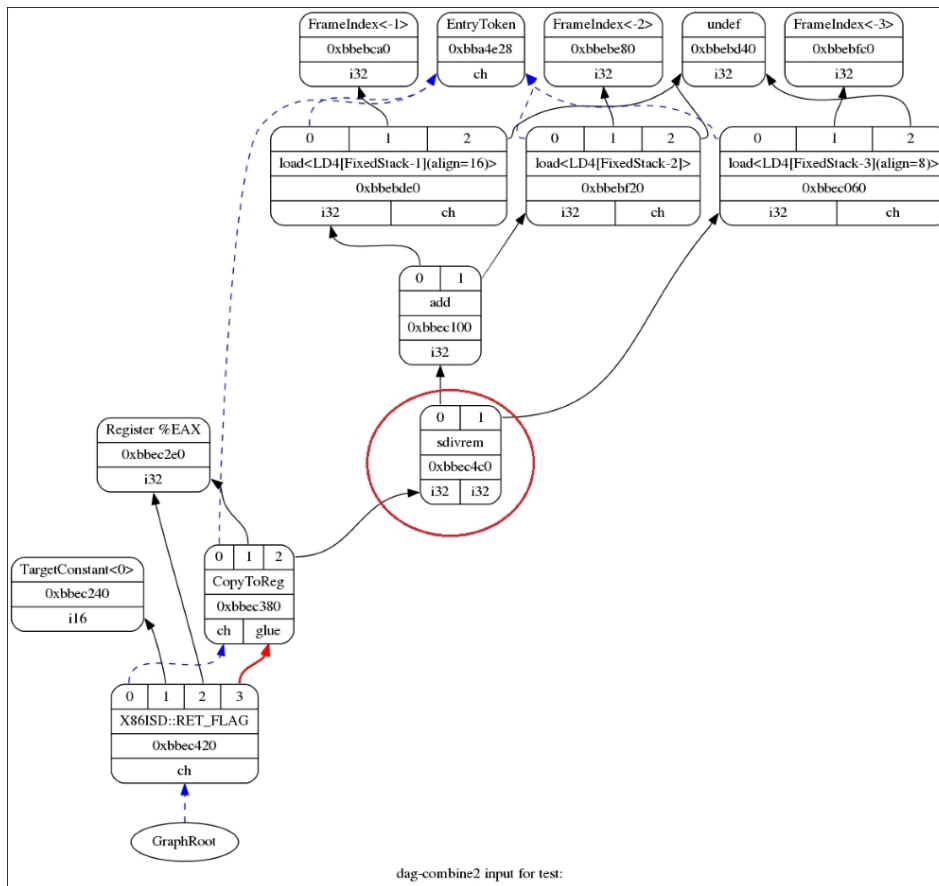 FrameIndex<-1>
0xbbebca0
i32
EntryToken
0xbba4e28
ch
FrameIndex<-2>
0xbbebe80
i32
undef
0xbbebd40
i32
FrameIndex<-3>
0xbbebfc0
i32
0 1 2
load<LD4[FixedStack-1](align=16)>
0xbbebde0
i32 ch
0 1 2
load<LD4[FixedStack-2]>
0xbbebf20
i32 ch
0 1 2
load<LD4[FixedStack-3](align=8)>
0xbbec060
i32 ch
0 1
add
0xbbec100
i32
0 1
sdivrem
0xbbec4c0
i32 i32
Register %EAX
0xbbec2e0
i32
0 1 2
CopyToReg
0xbbec380
ch glue
TargetConstant<0>
0xbbec240
i16
0 1 2 3
X86ISD::RET_FLAG
0xbbec420
ch
GraphRoot
dag-combine2 input for test: